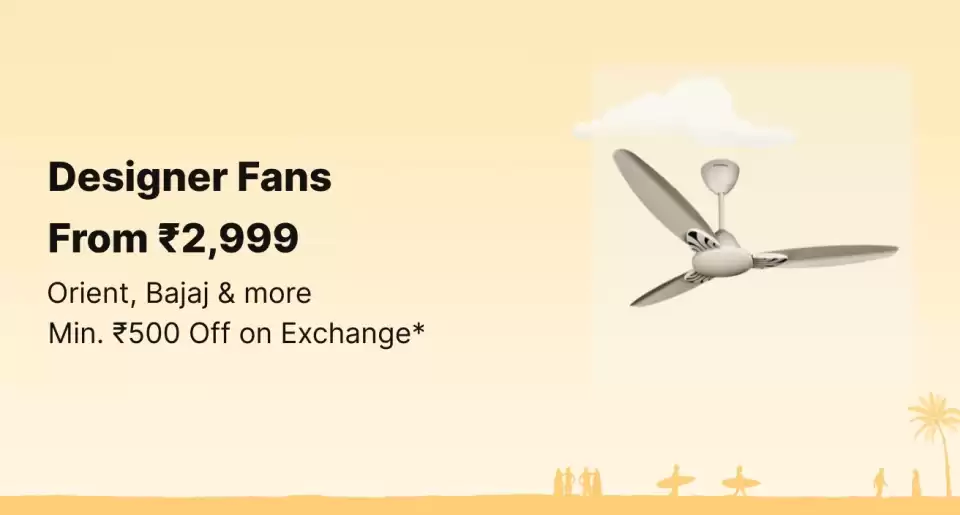 Designer Fans
From ₹2,999
Orient, Bajaj & more
Min. ₹500 Off on Exchange*